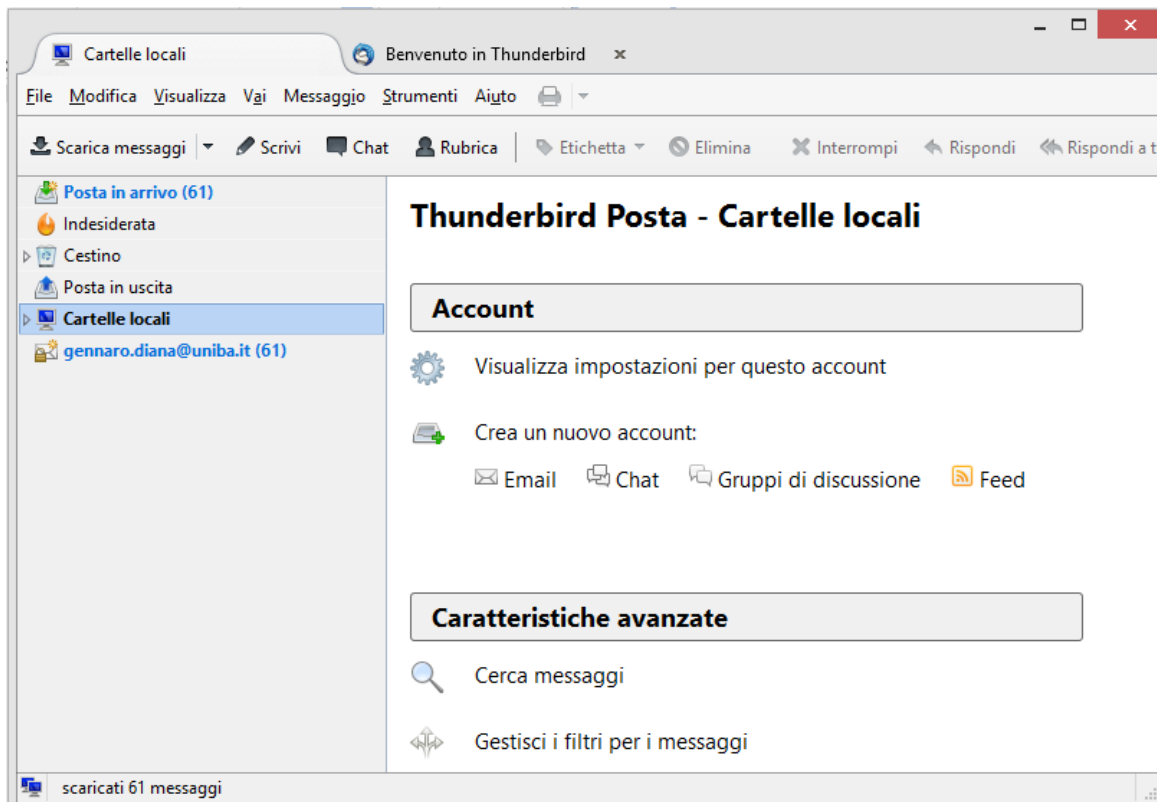 Cartelle locali
Benvenuto in Thunderbird
File Modifica Visualizza Vai Messaggio Strumenti Aiuto
Scarica messaggi Scrivi Chat Rubrica Etichetta Elimina Interrompi Rispondi Rispondi a t
Posta in arrivo (61)
Indesiderata
Cestino
Posta in uscita
Cartelle locali
gennaro.diana@uniba.it (61)
Thunderbird Posta - Cartelle locali
Account
Visualizza impostazioni per questo account
Crea un nuovo account:
Email Chat Gruppi di discussione Feed
Caratteristiche avanzate
Cerca messaggi
Gestisci i filtri per i messaggi
scaricati 61 messaggi